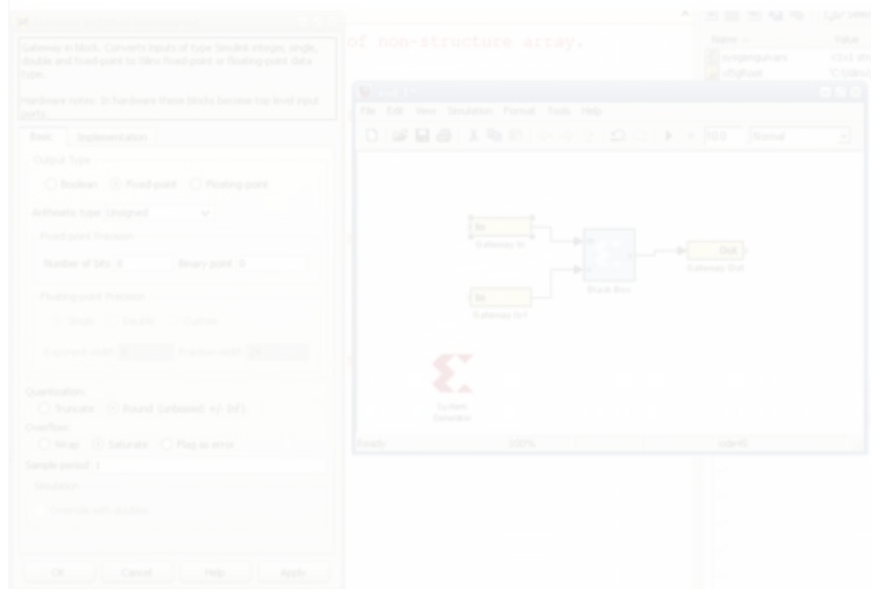 of non-structure array.
Name
Value
Gateway In block. Converts inputs of type Simulink integer, single,
double and fixed-point to Xilinx fixed-point or floating-point data
type.
Hardware notes: In hardware these blocks become top level input
ports.
Basic Implementation
Output Type
Boolean Fixed-point Floating-point
Arithmetic type Unsigned
Fixed-point Precision
Number of bits 8 Binary point 0
Floating-point Precision
Single Double Custom
Exponent width Fraction width
Quantization:
Truncate Round (unbiased: +/- Inf)
Overflow:
Wrap Saturate Flag as error
Sample period 1
Simulation
Override with doubles
OK Cancel Help Apply
File Edit View Simulation Format Tools Help
10.0 Normal
In
Gateway In
In
Gateway In1
Black Box
Out
Gateway Out
System
Generator
Ready 100% ode45